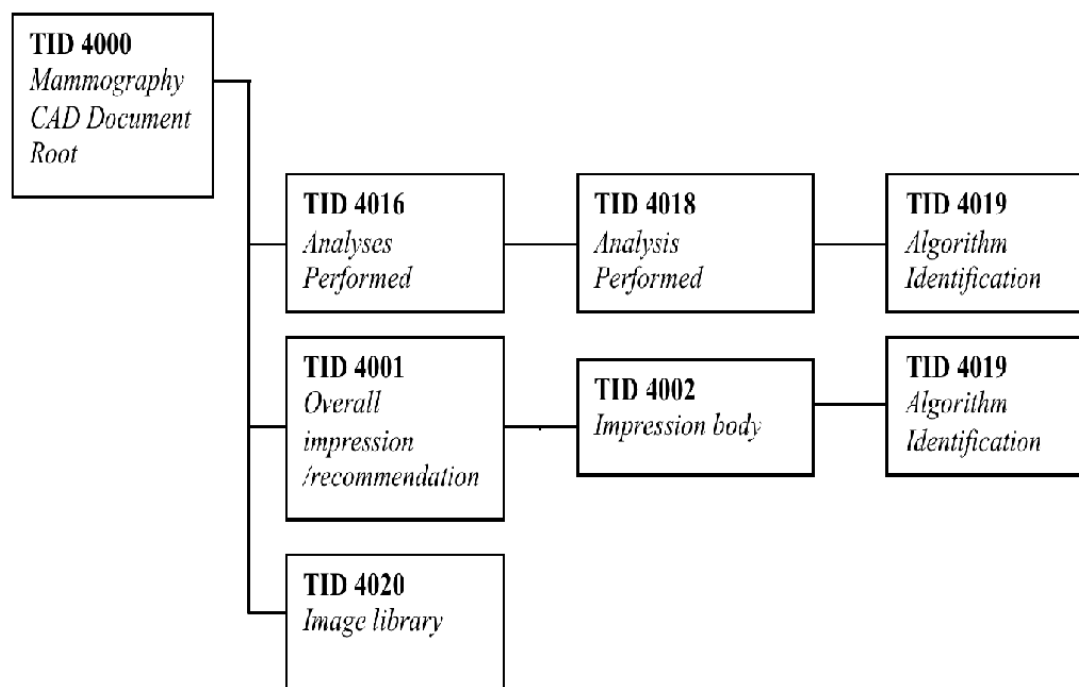 TID 4000
Mammography
CAD Document
Root
TID 4016
Analyses
Performed
TID 4018
Analysis
Performed
TID 4019
Algorithm
Identification
TID 4001
Overall
impression
/recommendation
TID 4002
Impression body
TID 4019
Algorithm
Identification
TID 4020
Image library